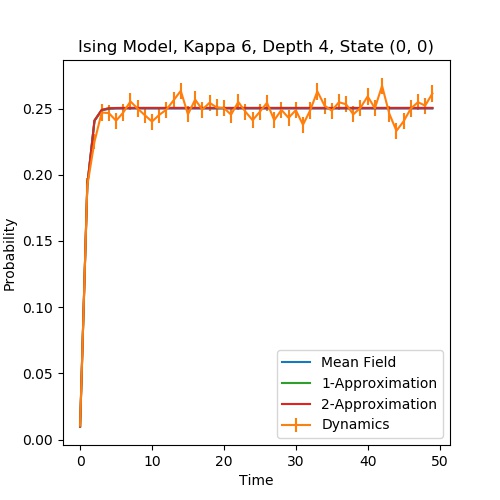 Ising Model, Kappa 6, Depth 4, State (0, 0)
0.25
0.20
0.15
0.10
0.05
0.00
Probability
0
10
20
30
40
50
Time
Mean Field
1-Approximation
2-Approximation
Dynamics